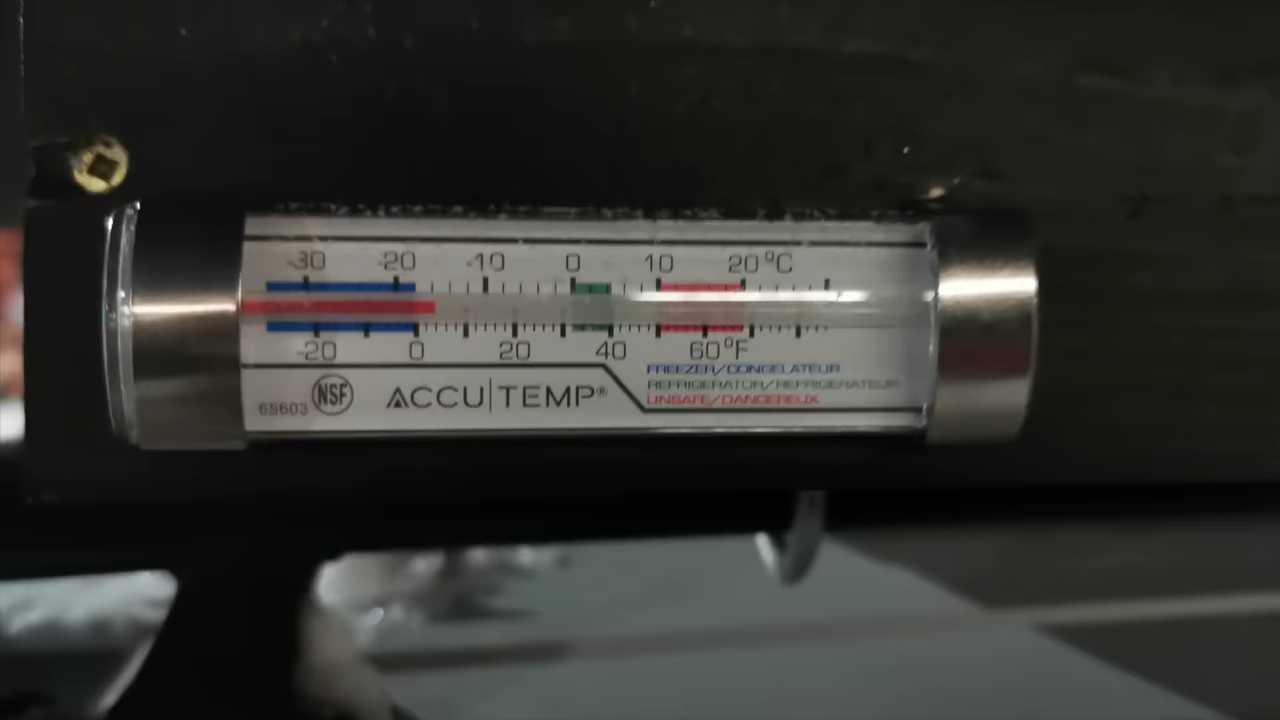 -30 -20 -10 0 10 20°C
-20 0 20 40 60°F
FREEZER/CONGELATEUR
REFRIGERATOR/REFRIGERATEUR
UNSAFE/DANGEREUX
65603 NSF ACCU|TEMP®